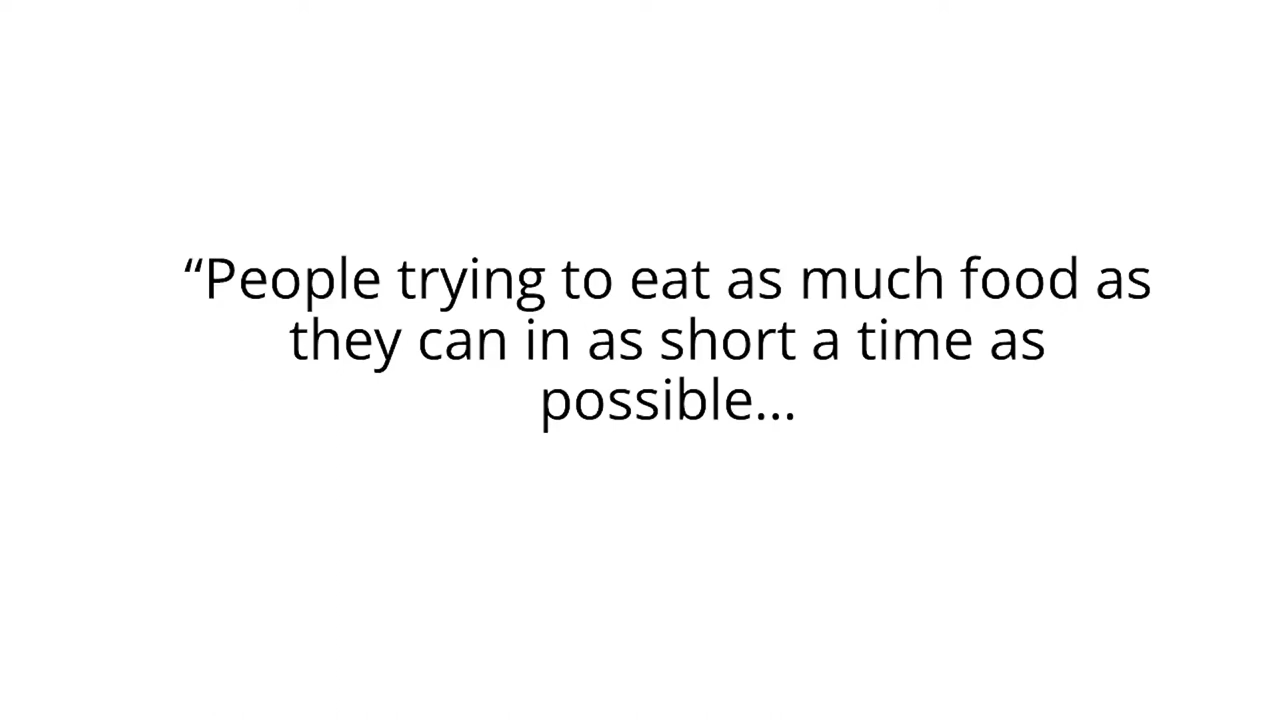 “People trying to eat as much food as
they can in as short a time as
possible...